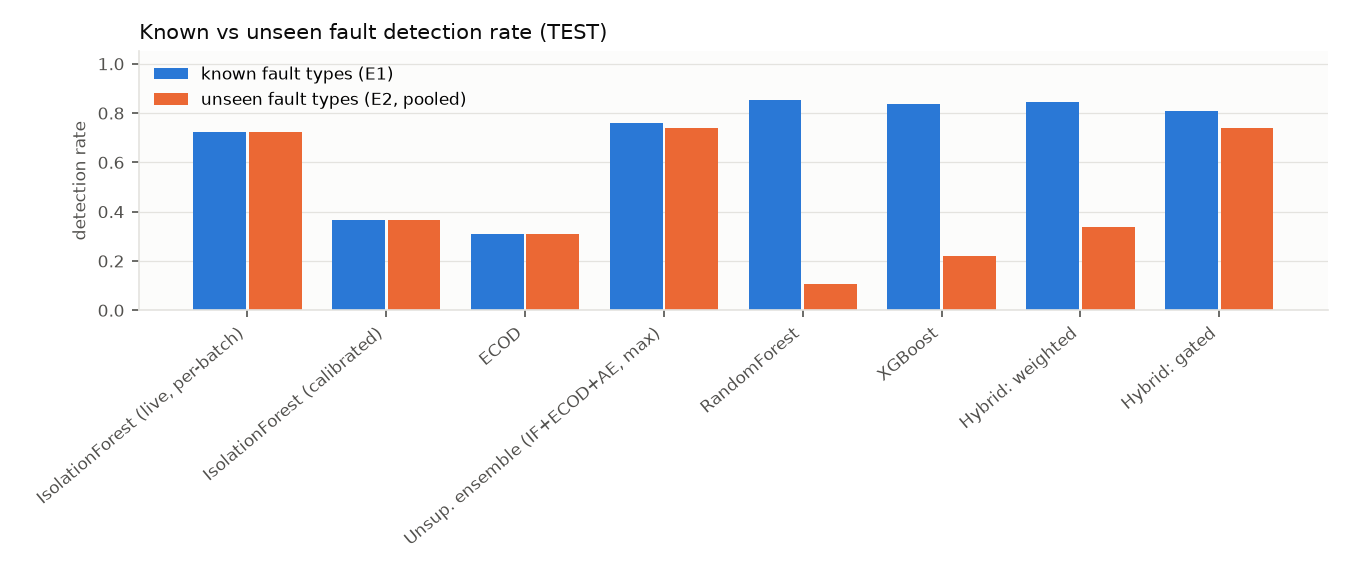 Known vs unseen fault detection rate (TEST)
known fault types (E1)
unseen fault types (E2, pooled)
detection rate
1.0
0.8
0.6
0.4
0.2
0.0
IsolationForest (live, per-batch)
IsolationForest (calibrated)
ECOD
Unsup. ensemble (IF+ECOD+AE, max)
RandomForest
XGBoost
Hybrid: weighted
Hybrid: gated